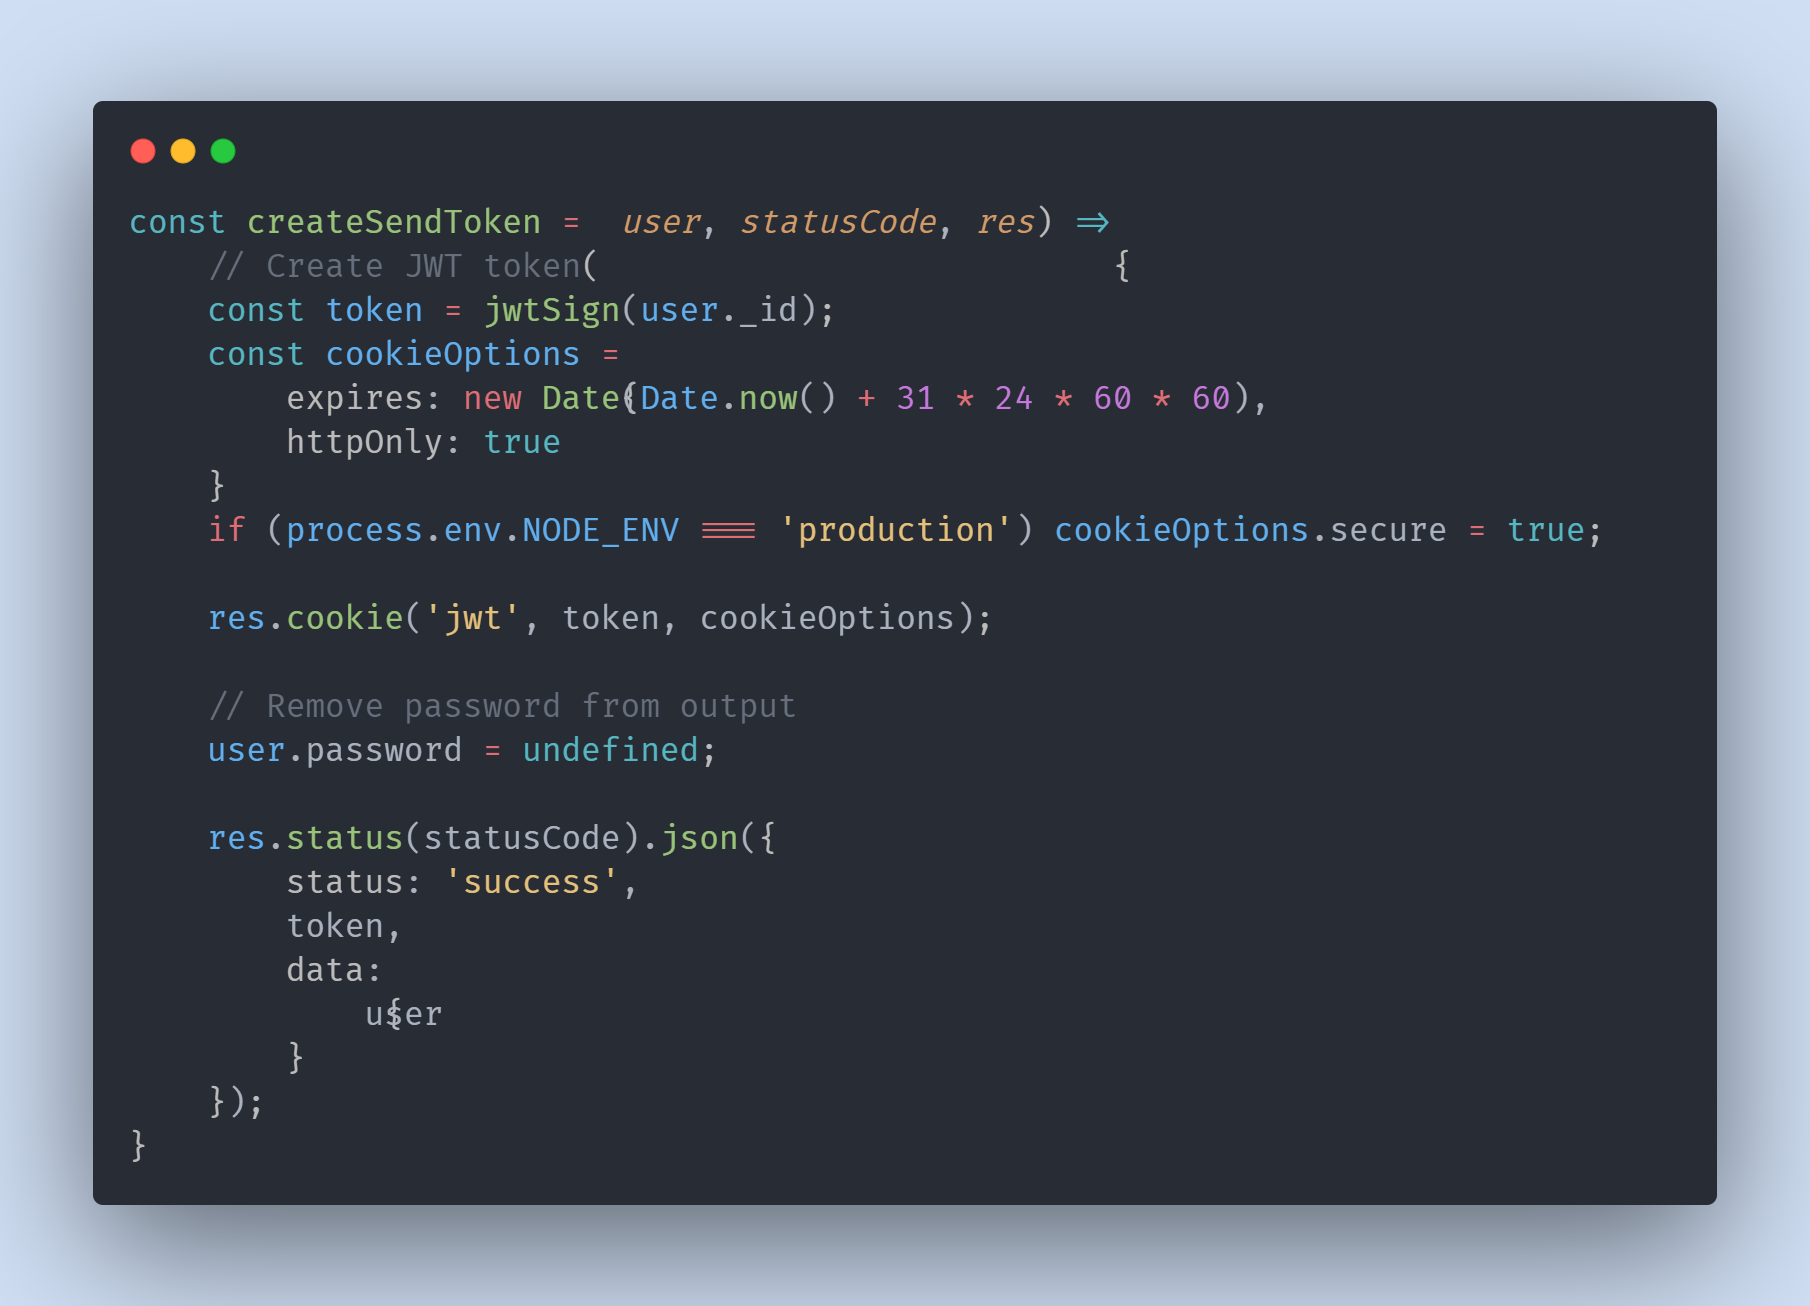 const createSendToken = user, statusCode, res) =>
// Create JWT token( {
const token = jwtSign(user._id);
const cookieOptions =
expires: new Date({Date.now() + 31 * 24 * 60 * 60),
httpOnly: true
}
if (process.env.NODE_ENV === 'production') cookieOptions.secure = true;
res.cookie('jwt', token, cookieOptions);
// Remove password from output
user.password = undefined;
res.status(statusCode).json({
status: 'success',
token,
data:
user{
}
});
}